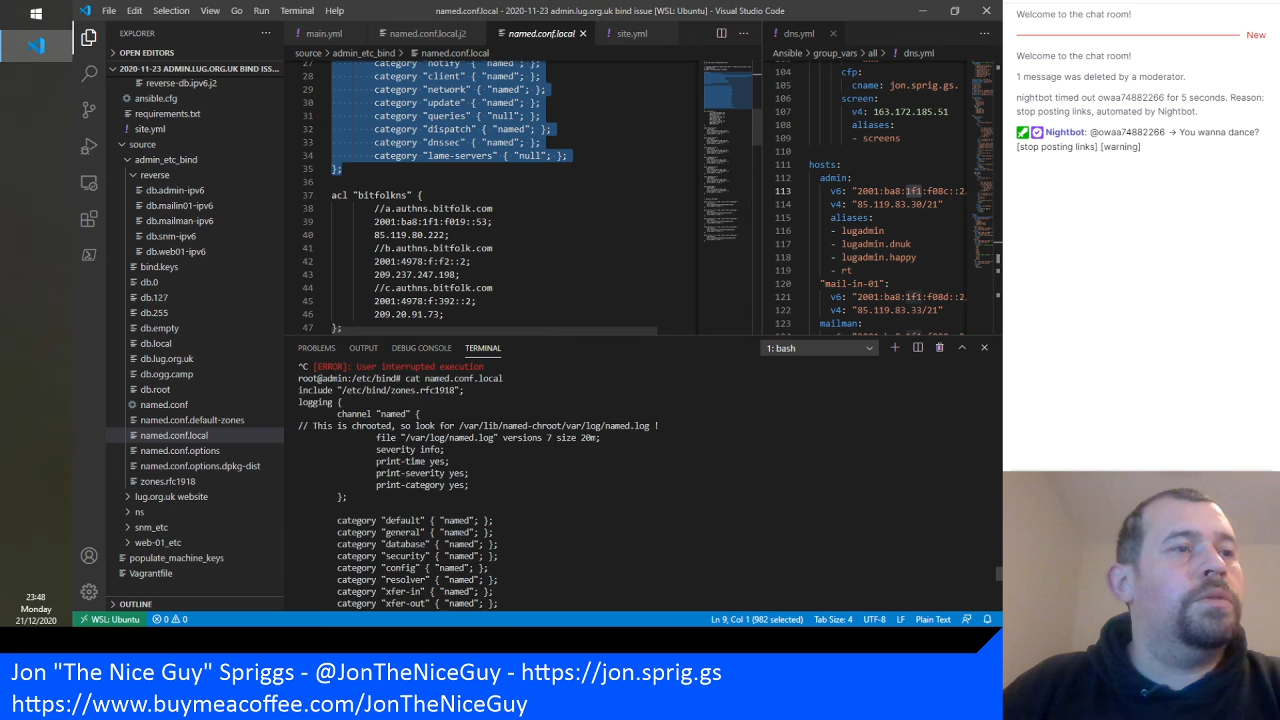 File Edit Selection View Go Run Terminal Help named.conf.local - 2020-11-23 admin.lug.org.uk bind issue [WSL: Ubuntu] - Visual Studio Code
EXPLORER
OPEN EDITORS
2020-11-23 ADMIN.LUG.ORG.UK BIND ISS...
reverse-db.ipv6.j2
ansible.cfg
requirements.txt
site.yml
source
admin_etc_bind
reverse
db.admin-ipv6
db.mailin01-ipv6
db.mailman-ipv6
db.snm-ipv6
db.web01-ipv6
bind.keys
db.0
db.127
db.255
db.empty
db.local
db.lug.org.uk
db.ogg.camp
db.root
named.conf
named.conf.default-zones
named.conf.local
named.conf.options
named.conf.options.dpkg-dist
zones.rfc1918
lug.org.uk website
ns
snm_etc
web-01_etc
populate_machine_keys
Vagrantfile
OUTLINE
main.yml
named.conf.local.j2
named.conf.local
site.yml
source > admin_etc_bind > named.conf.local
27 category "notify" { "named"; };
28 category "client" { "named"; };
29 category "network" { "named"; };
30 category "update" { "named"; };
31 category "queries" { "null"; };
32 category "dispatch" { "named"; };
33 category "dnssec" { "named"; };
34 category "lame-servers" { "null"; };
35 };
36
37 acl "bitfolkns" {
38 //a.authns.bitfolk.com
39 2001:ba8:1f1:f019::53;
40 85.119.80.222;
41 //b.authns.bitfolk.com
42 2001:4978:f:f2::2;
43 209.237.247.198;
44 //c.authns.bitfolk.com
45 2001:4978:f:392::2;
46 209.20.91.73;
47 };
dns.yml
Ansible > group_vars > all > dns.yml
105 cfp:
cname: jon.sprig.gs.
106 screen:
107 v4: 163.172.185.51
108 aliases:
109 - screens
110
111 hosts:
112 admin:
113 v6: "2001:ba8:1f1:f08c::2
114 v4: "85.119.83.30/21"
115 aliases:
116 - lugadmin
117 - lugadmin.dnuk
118 - lugadmin.happy
119 - rt
120 "mail-in-01":
121 v6: "2001:ba8:1f1:f08d::2
122 v4: "85.119.83.33/21"
123 mailman:
PROBLEMS OUTPUT DEBUG CONSOLE TERMINAL
1: bash
^C [ERROR]: User interrupted execution
root@admin:/etc/bind# cat named.conf.local
include "/etc/bind/zones.rfc1918";
logging {
channel "named" {
// This is chrooted, so look for /var/lib/named-chroot/var/log/named.log !
file "/var/log/named.log" versions 7 size 20m;
severity info;
print-time yes;
print-severity yes;
print-category yes;
};
category "default" { "named"; };
category "general" { "named"; };
category "database" { "named"; };
category "security" { "named"; };
category "config" { "named"; };
category "resolver" { "named"; };
category "xfer-in" { "named"; };
category "xfer-out" { "named"; };
23:48
Monday
21/12/2020
WSL: Ubuntu 0 0 Ln 9, Col 1 (982 selected) Tab Size: 4 UTF-8 LF Plain Text
Welcome to the chat room!
New
Welcome to the chat room!
1 message was deleted by a moderator.
nightbot timed out owaa74882266 for 5 seconds. Reason:
stop posting links, automated by Nightbot.
Nightbot: @owaa74882266 → You wanna dance?
[stop posting links] [warning]
Jon "The Nice Guy" Spriggs - @JonTheNiceGuy - https://jon.sprig.gs
https://www.buymeacoffee.com/JonTheNiceGuy